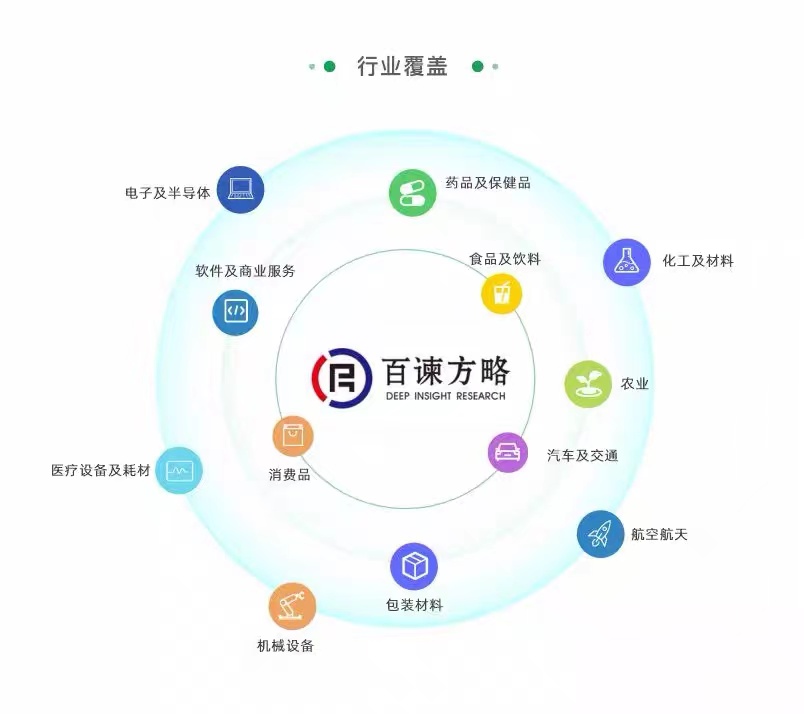 行业覆盖
电子及半导体
药品及保健品
食品及饮料
化工及材料
软件及商业服务
百谏方略
DEEP INSIGHT RESEARCH
农业
汽车及交通
医疗设备及耗材
消费品
航空航天
包装材料
机械设备